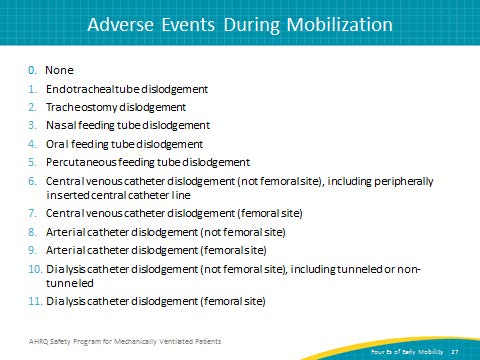 Adverse Events During Mobilization
0. None
1. Endotracheal tube dislodgement
2. Tracheostomy dislodgement
3. Nasal feeding tube dislodgement
4. Oral feeding tube dislodgement
5. Percutaneous feeding tube dislodgement
6. Central venous catheter dislodgement (not femoral site), including peripherally
inserted central catheter line
7. Central venous catheter dislodgement (femoral site)
8. Arterial catheter dislodgement (not femoral site)
9. Arterial catheter dislodgement (femoral site)
10. Dialysis catheter dislodgement (not femoral site), including tunneled or non-
tunneled
11. Dialysis catheter dislodgement (femoral site)
AHRQ Safety Program for Mechanically Ventilated Patients
Four Es of Early Mobility 27